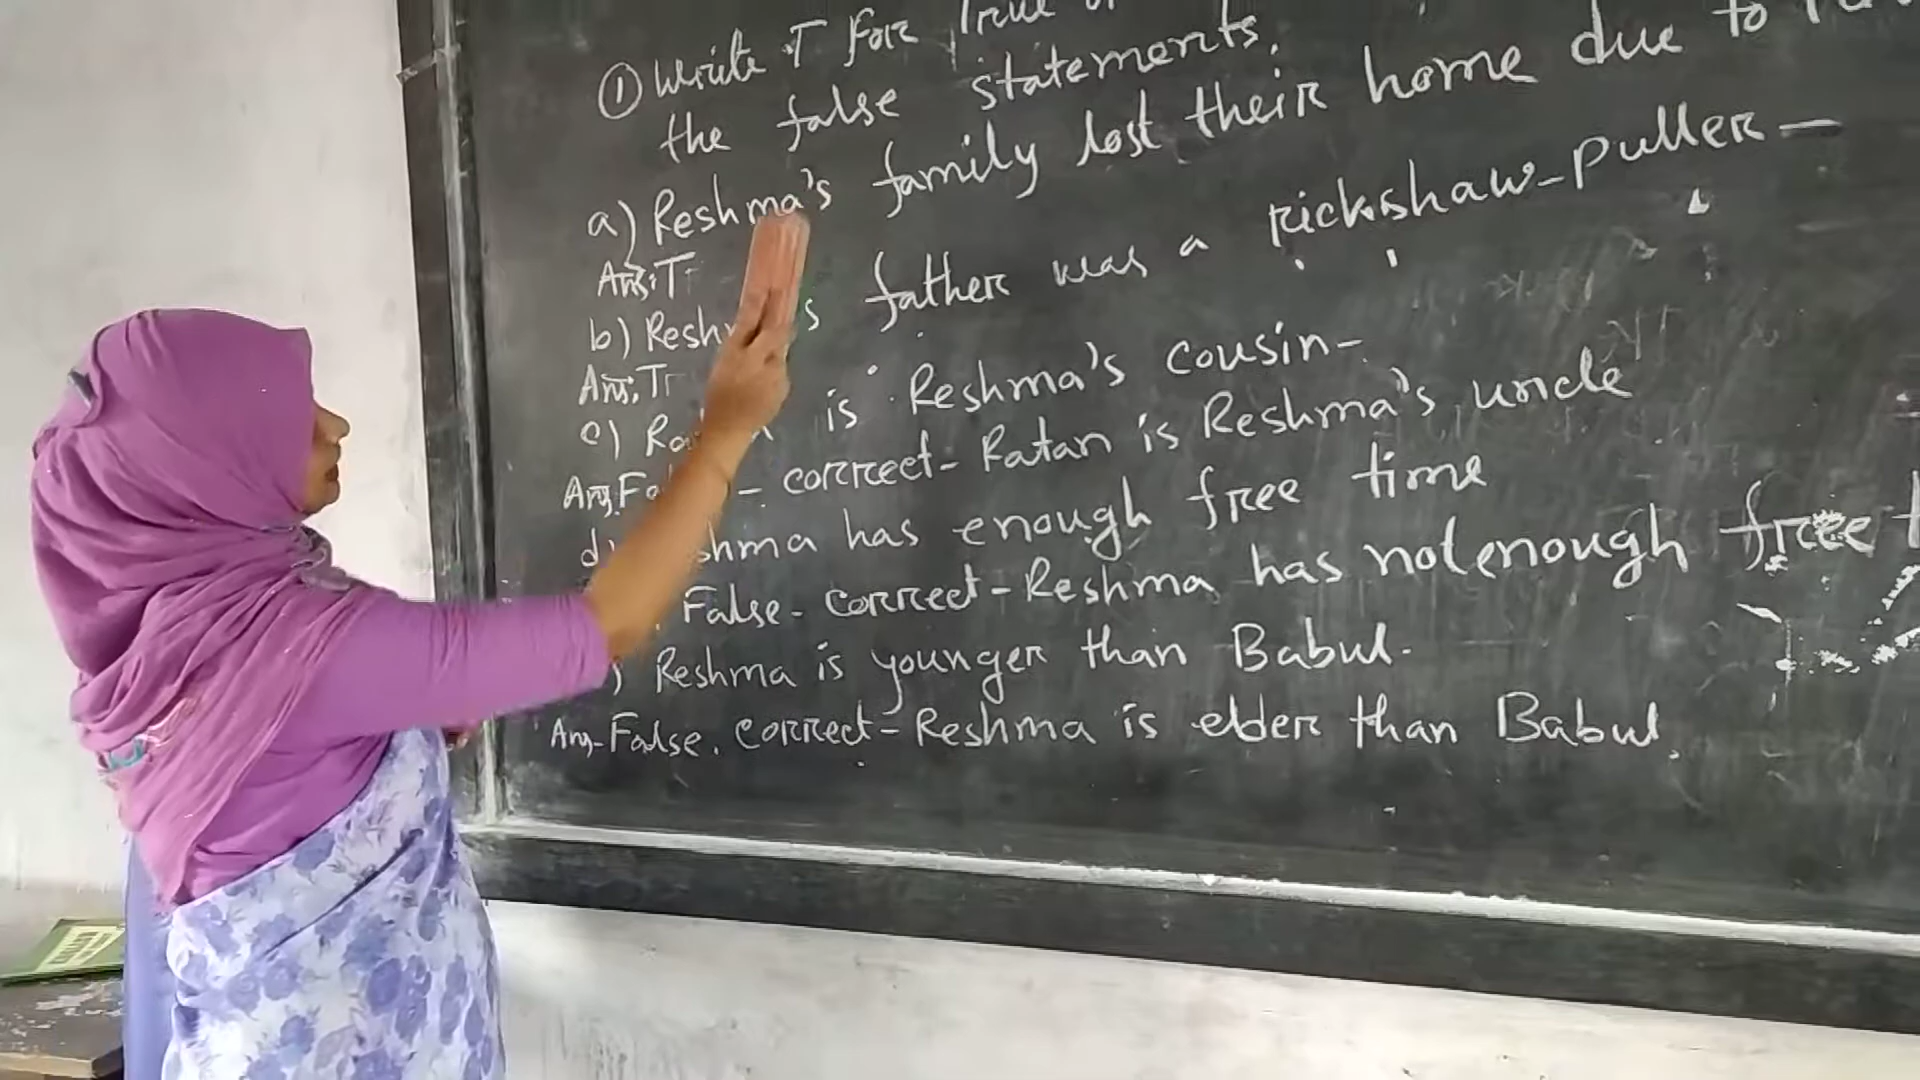 ① Write T for True
the false statements.
a) Reshma's family lost their home due to
Ans: T
b) father was a rickshaw-puller -
Ans. T
c) is Reshma's cousin-
Ans. - correct- Ratan is Reshma's uncle
d) has enough free time
False- correct- Reshma has not enough free
) Reshma is younger than Babul.
Ans- False. correct- Reshma is elder than Babul.